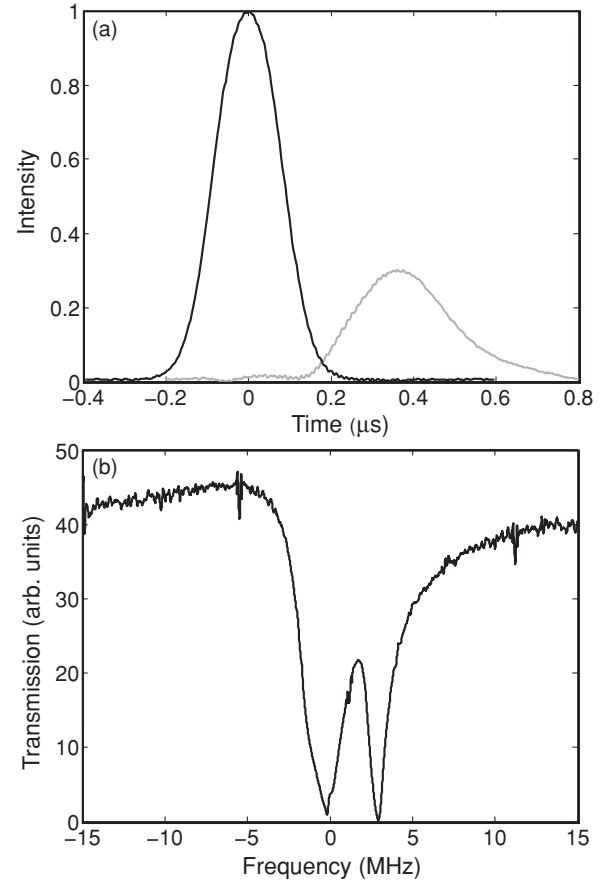 (a)
1
0.8
0.6
0.4
0.2
0
Intensity
−0.4 −0.2 0 0.2 0.4 0.6 0.8
Time (μs)
(b)
50
40
30
20
10
0
Transmission (arb. units)
−15 −10 −5 0 5 10 15
Frequency (MHz)